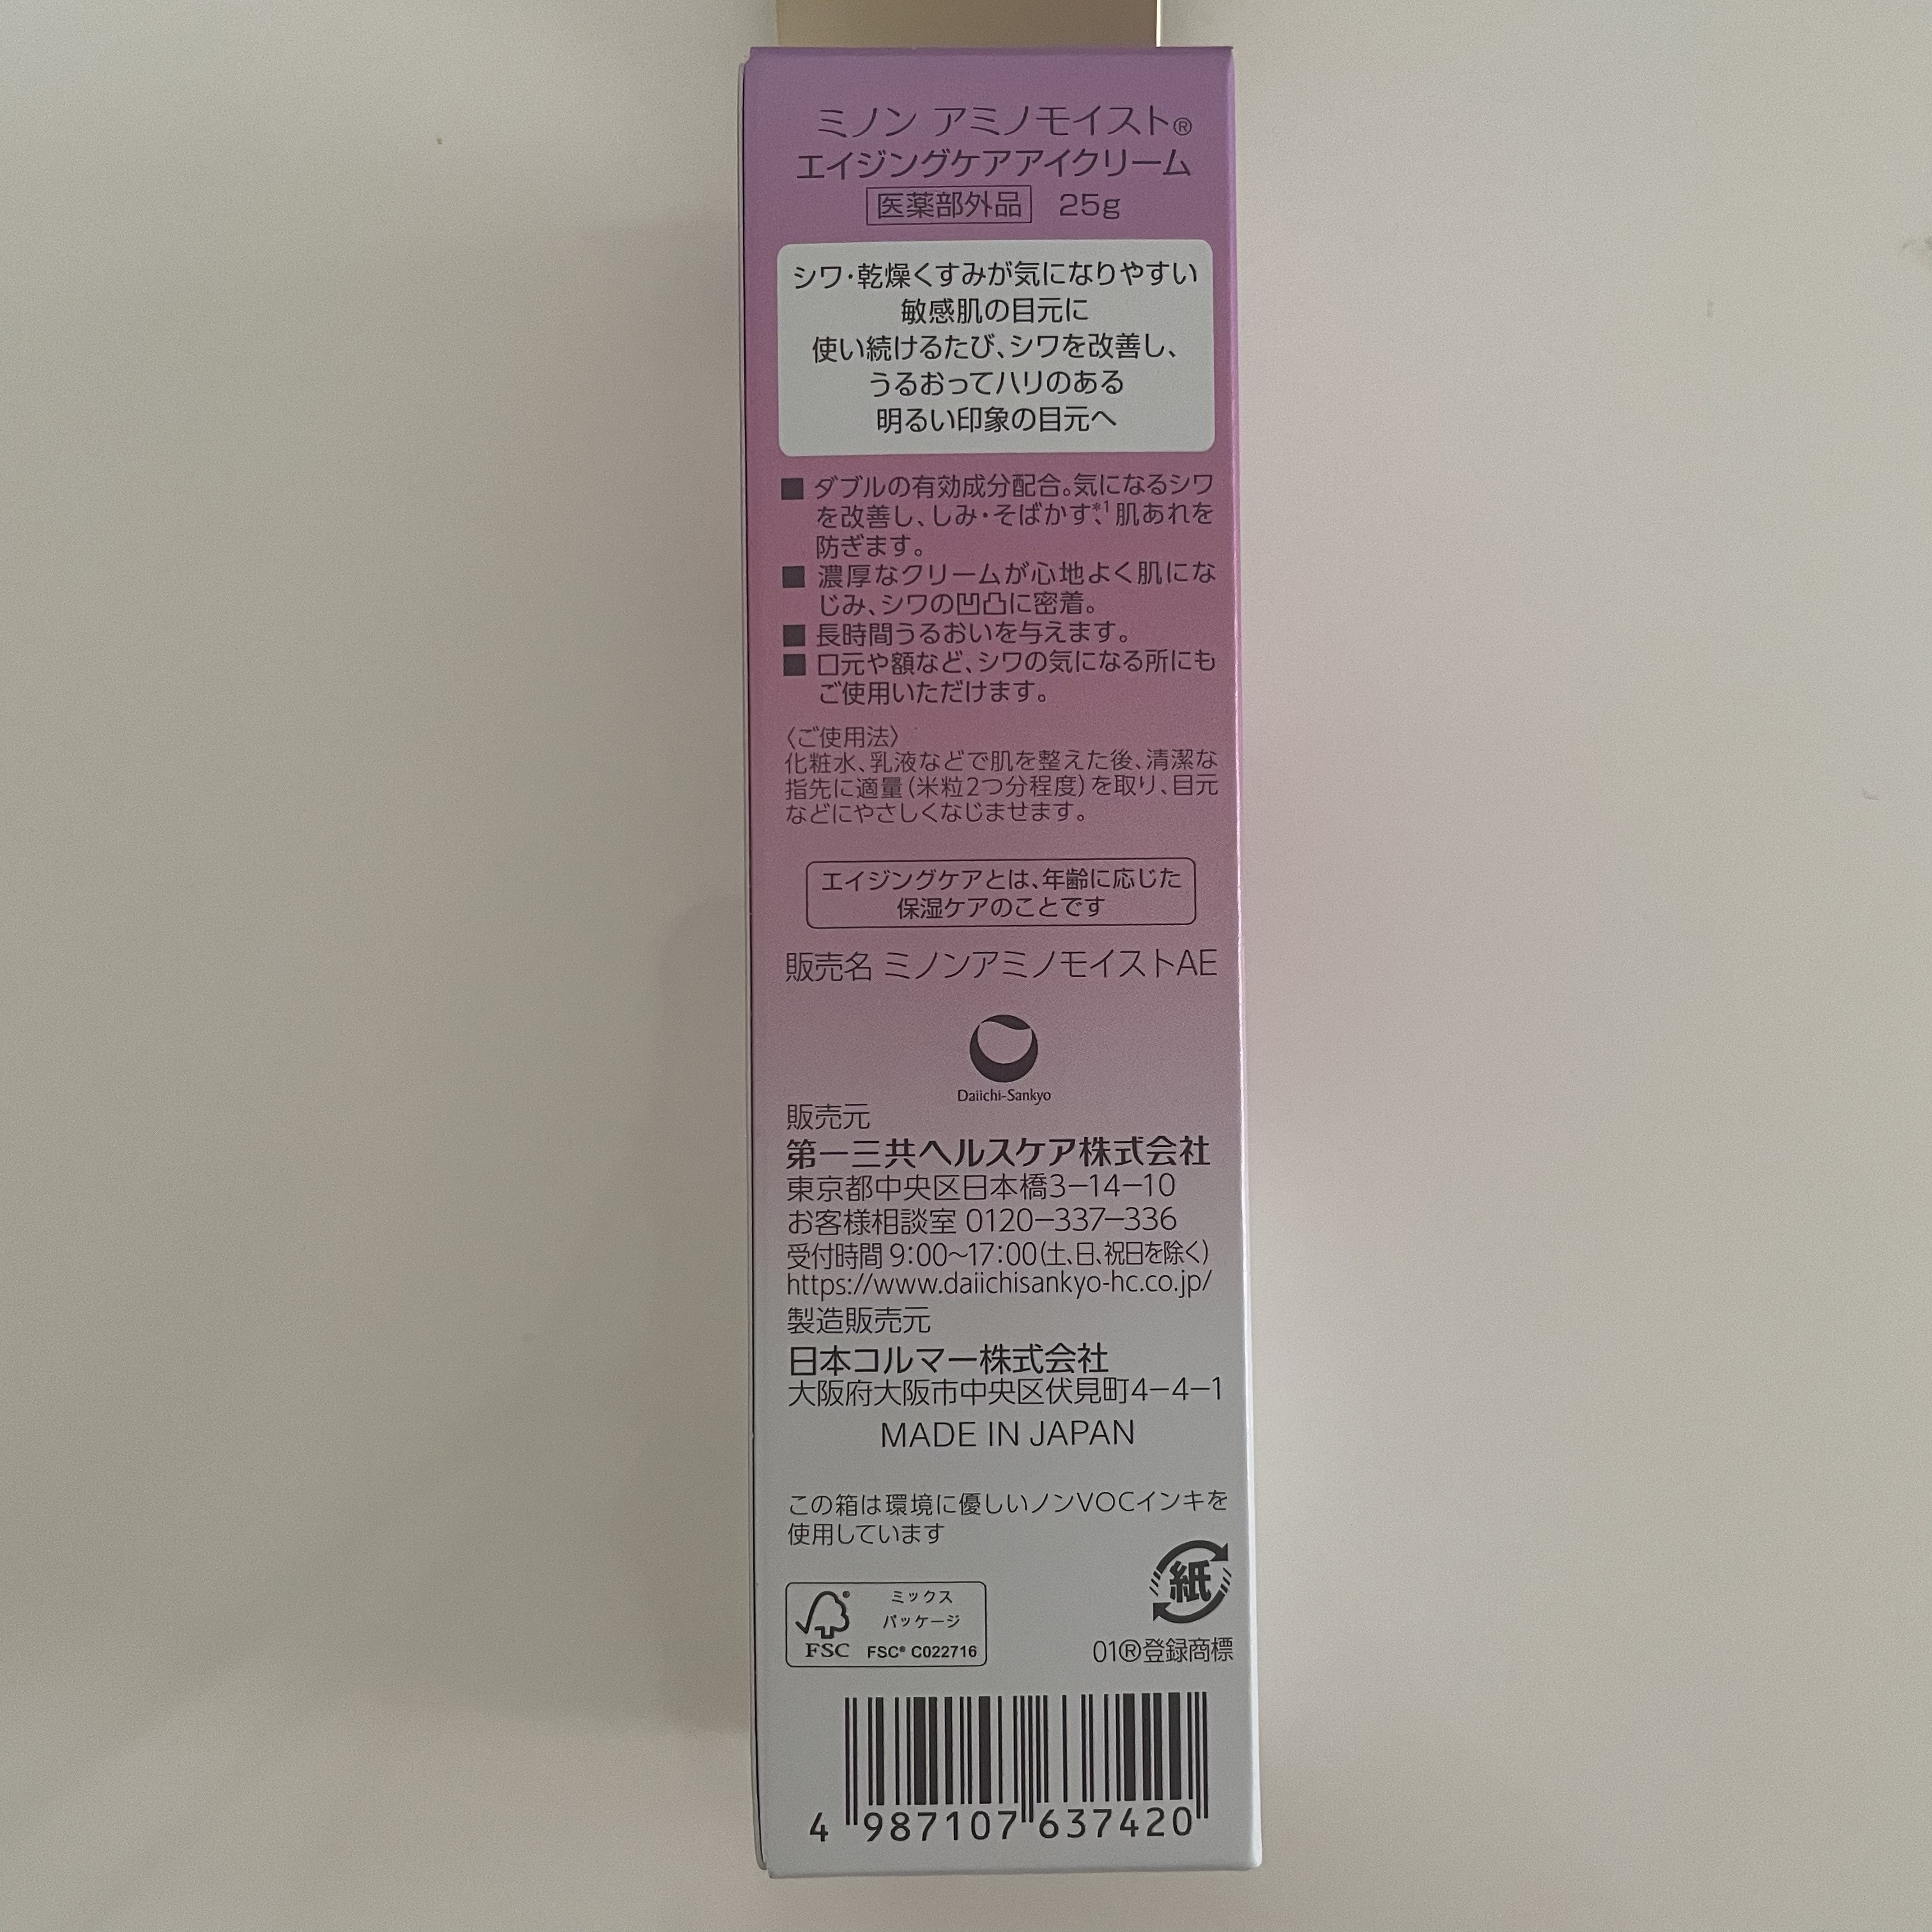 ミノン アミノモイスト®
エイジングケアアイクリーム
医薬部外品 25g
シワ・乾燥くすみが気になりやすい
敏感肌の目元に
使い続けるたび、シワを改善し、
うるおってハリのある
明るい印象の目元へ
■ ダブルの有効成分配合。気になるシワ
を改善し、しみ・そばかす*1、肌あれを
防ぎます。
■ 濃厚なクリームが心地よく肌にな
じみ、シワの凹凸に密着。
■ 長時間うるおいを与えます。
■ 口元や額など、シワの気になる所にも
ご使用いただけます。
〈ご使用法〉
化粧水、乳液などで肌を整えた後、清潔な
指先に適量(米粒2つ分程度)を取り、目元
などにやさしくなじませます。
エイジングケアとは、年齢に応じた
保湿ケアのことです
販売名 ミノンアミノモイストAE
Daiichi-Sankyo
販売元
第一三共ヘルスケア株式会社
東京都中央区日本橋3−14−10
お客様相談室 0120−337−336
受付時間 9:00〜17:00(土、日、祝日を除く)
https://www.daiichisankyo-hc.co.jp/
製造販売元
日本コルマー株式会社
大阪府大阪市中央区伏見町4−4−1
MADE IN JAPAN
この箱は環境に優しいノンVOCインキを
使用しています
紙
ミックス
パッケージ
FSC FSC® C022716
01®登録商標
4 987107 637420